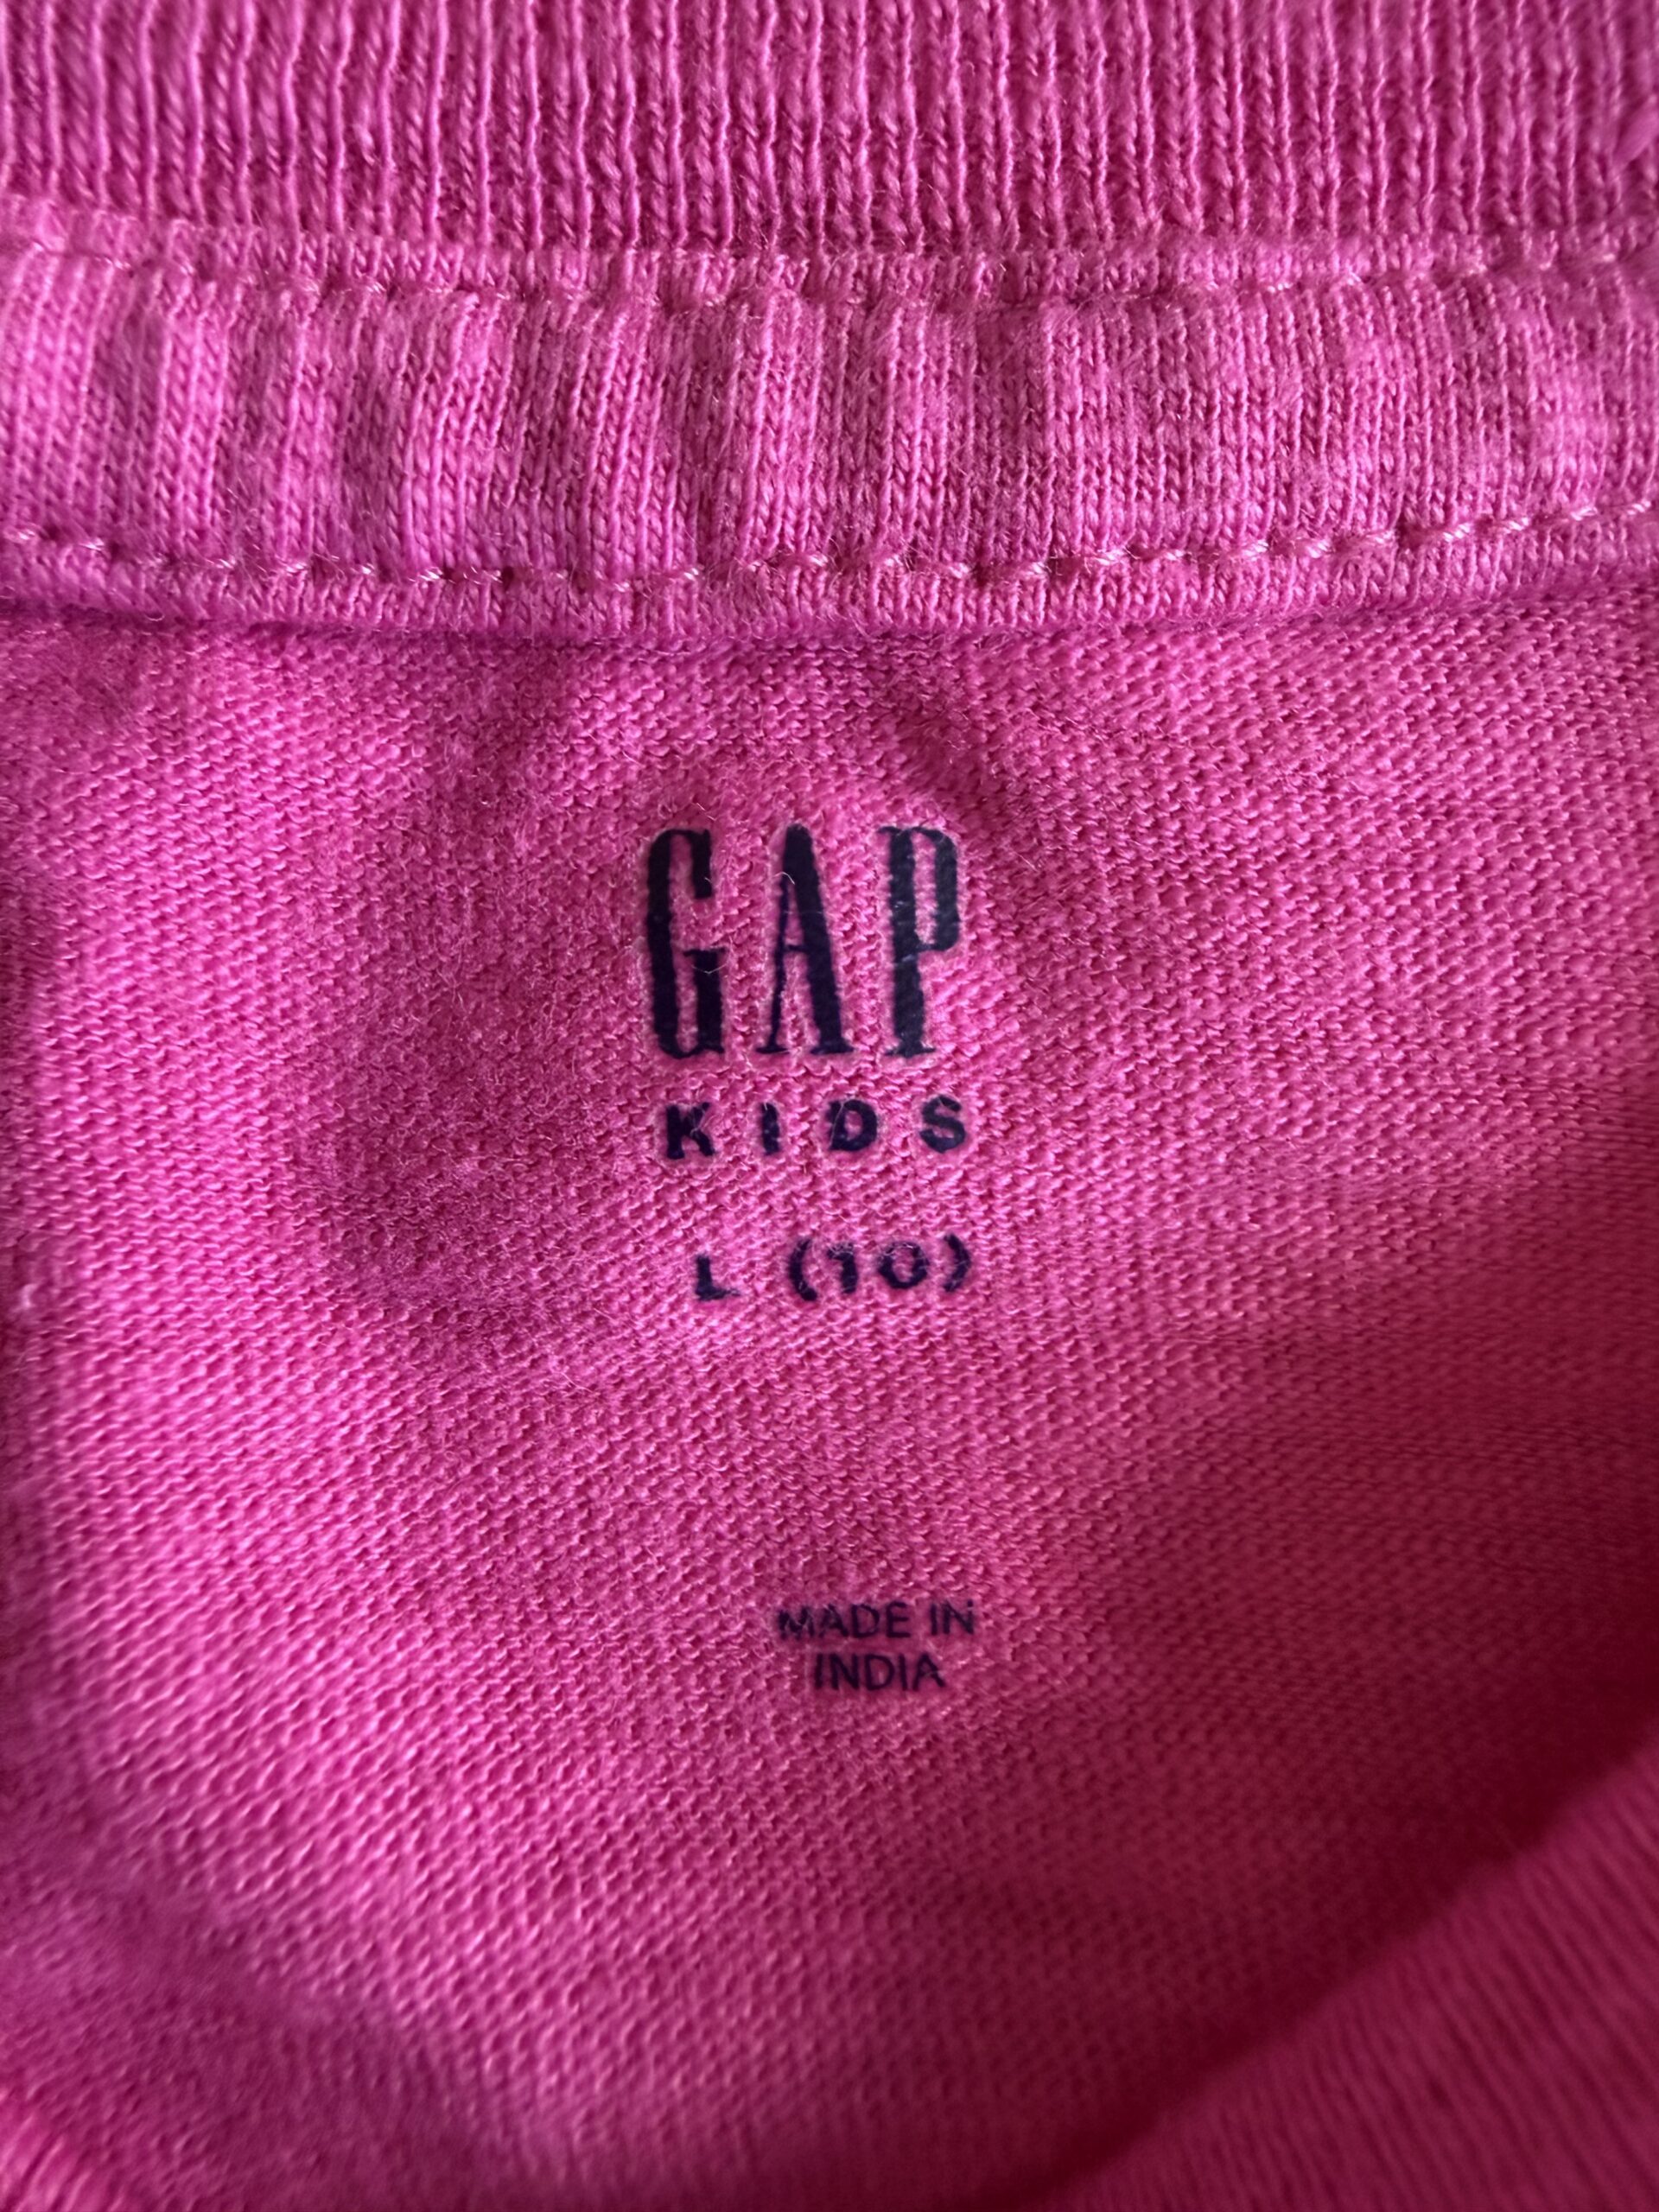 GAP
KIDS
L (10)
MADE IN
INDIA